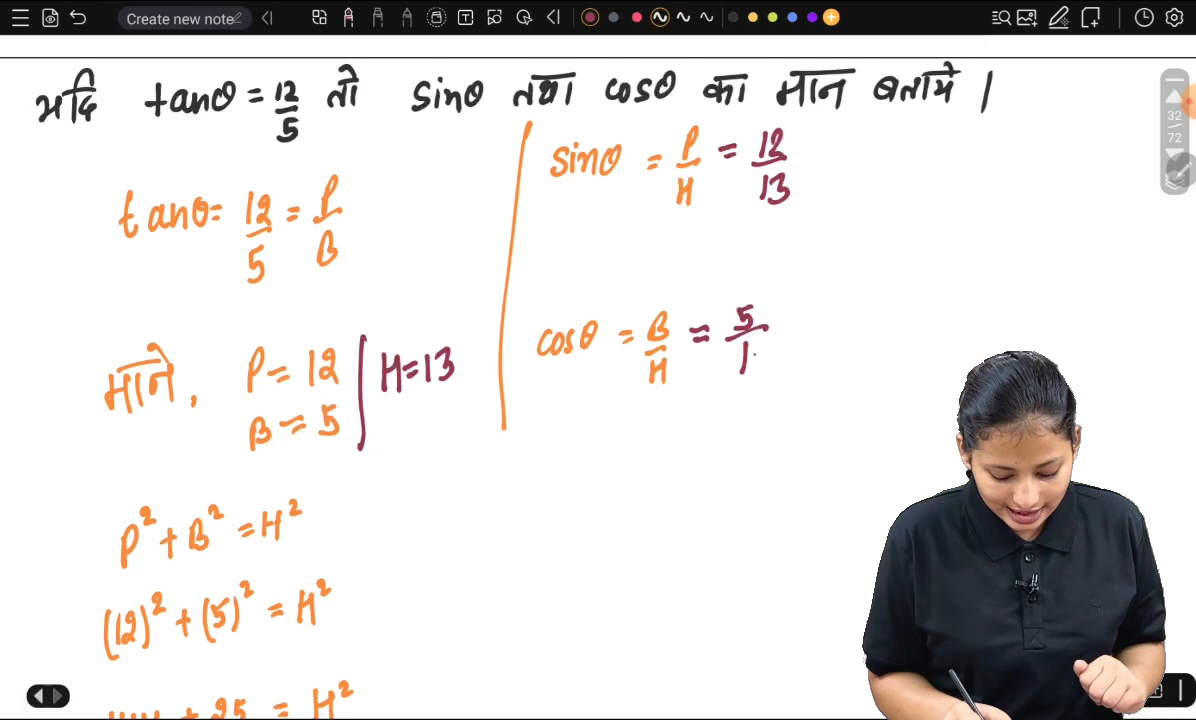 Create new note
यदि tanθ = 12/5 तो sinθ तथा cosθ का मान बताये |
tanθ = 12/5 = P/B
माने, P = 12 | H = 13
B = 5
P² + B² = H²
(12)² + (5)² = H²
144 + 25 = H²
sinθ = P/H = 12/13
cosθ = B/H = 5/1
32
72